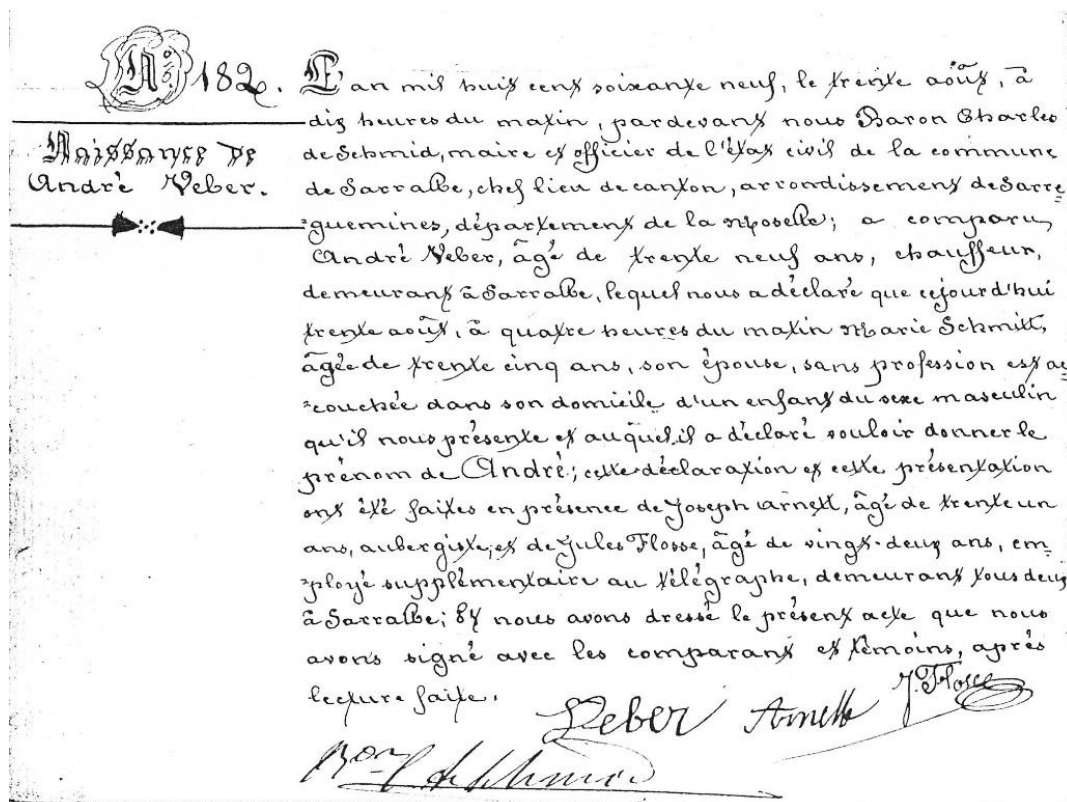 N.º 182.
Naissance de
André Veber.
L'an mil huit cent soixante neuf, le trente août, à
dix heures du matin, pardevant nous Baron Charles
de Schmid, maire et officier de l'état civil de la commune
de Sarralbe, chef lieu de canton, arrondissement de Sarre=
=guemines, département de la Moselle; a comparu
André Veber, âgé de trente neuf ans, chauffeur,
demeurant à Sarralbe, lequel nous a déclaré que cejourd'hui
trente août, à quatre heures du matin Marie Schmitt,
âgée de trente cinq ans, son épouse, sans profession est ac=
=couchée dans son domicile d'un enfant du sexe masculin
qu'il nous présente et auquel il a déclaré vouloir donner le
prénom de André; cette déclaration et cette présentation
ont été faites en présence de Joseph Arnett, âgé de trente un
ans, aubergiste, et de Jules Flosse, âgé de vingt-deux ans, em=
=ployé supplémentaire au télégraphe, demeurant tous deux
à Sarralbe; Et nous avons dressé le présent acte que nous
avons signé avec les comparant et témoins, après
lecture faite.
Veber Arnett J. Flosse
Bon C de Schmid